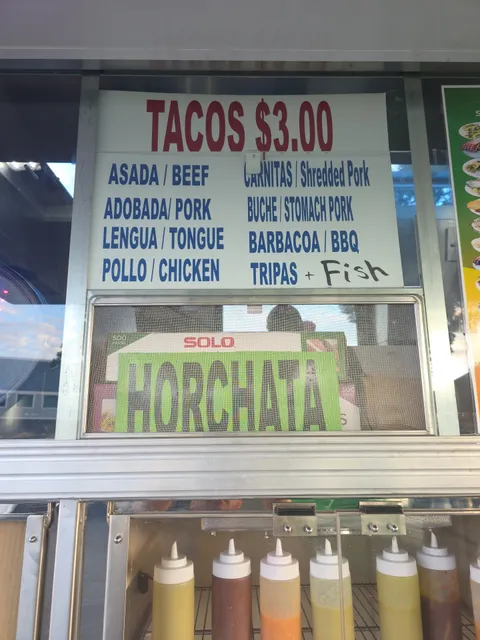 TACOS $3.00
ASADA / BEEF
CARNITAS / Shredded Pork
ADOBADA / PORK
BUCHE / STOMACH PORK
LENGUA / TONGUE
BARBACOA / BBQ
POLLO / CHICKEN
TRIPAS + Fish
500
SOLO
HORCHATA